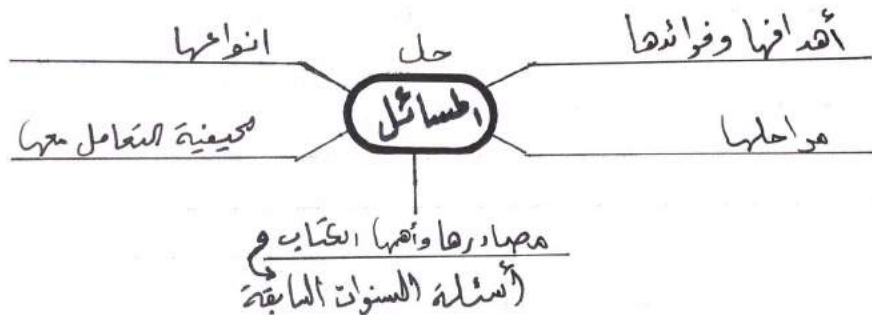 أهدافها وفوائدها
حل
انواعها
المسائل
مراحلها
كيفية التعامل معها
مصادرها وأهمها الكتاب
أسئلة السنوات السابقة